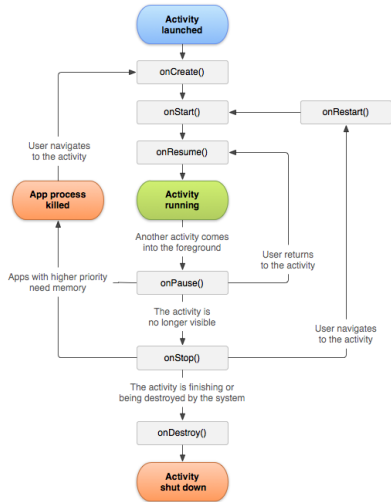 Activity
launched
onCreate()
onStart()
onRestart()
User navigates
to the activity
onResume()
App process
killed
Activity
running
Another activity comes
into the foreground
User returns
to the activity
Apps with higher priority
need memory
onPause()
The activity is
no longer visible
User navigates
to the activity
onStop()
The activity is finishing or
being destroyed by the system
onDestroy()
Activity
shut down